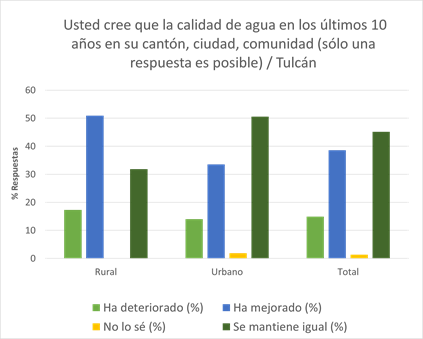 Usted cree que la calidad de agua en los últimos 10
años en su cantón, ciudad, comunidad (sólo una
respuesta es posible) / Tulcán
60
50
40
30
20
10
0
% Respuestas
Rural
Urbano
Total
Ha deteriorado (%)
Ha mejorado (%)
No lo sé (%)
Se mantiene igual (%)